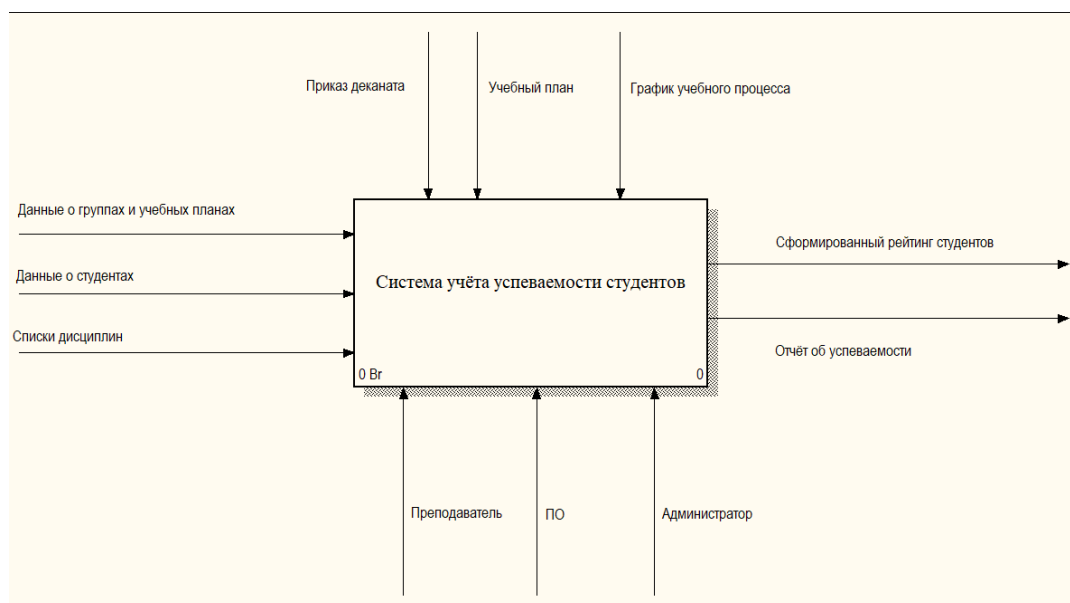 Приказ деканата
Учебный план
График учебного процесса
Данные о группах и учебных планах
Сформированный рейтинг студентов
Данные о студентах
Система учёта успеваемости студентов
Списки дисциплин
Отчёт об успеваемости
0 Br
0
Преподаватель
ПО
Администратор